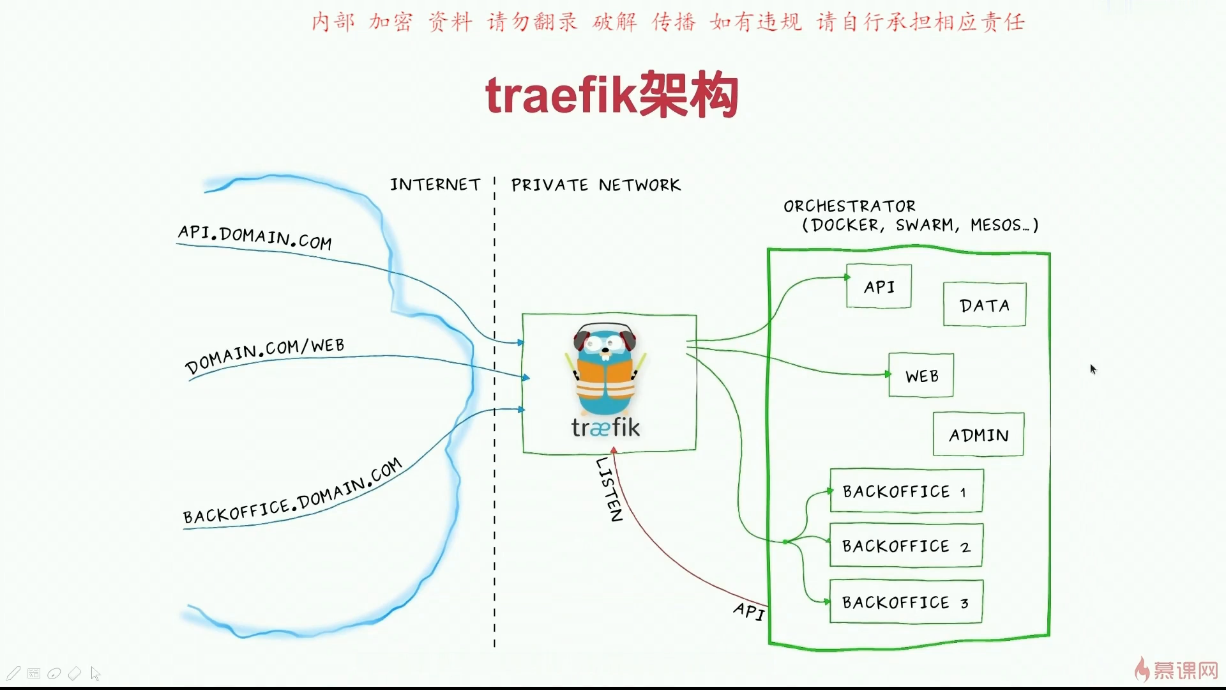 内部 加密 资料 请勿翻录 破解 传播 如有违规 请自行承担相应责任
traefik架构
INTERNET
PRIVATE NETWORK
ORCHESTRATOR
(DOCKER, SWARM, MESOS...)
API.DOMAIN.COM
DOMAIN.COM/WEB
BACKOFFICE.DOMAIN.COM
træfik
LISTEN
API
API
DATA
WEB
ADMIN
BACKOFFICE 1
BACKOFFICE 2
BACKOFFICE 3
慕课网